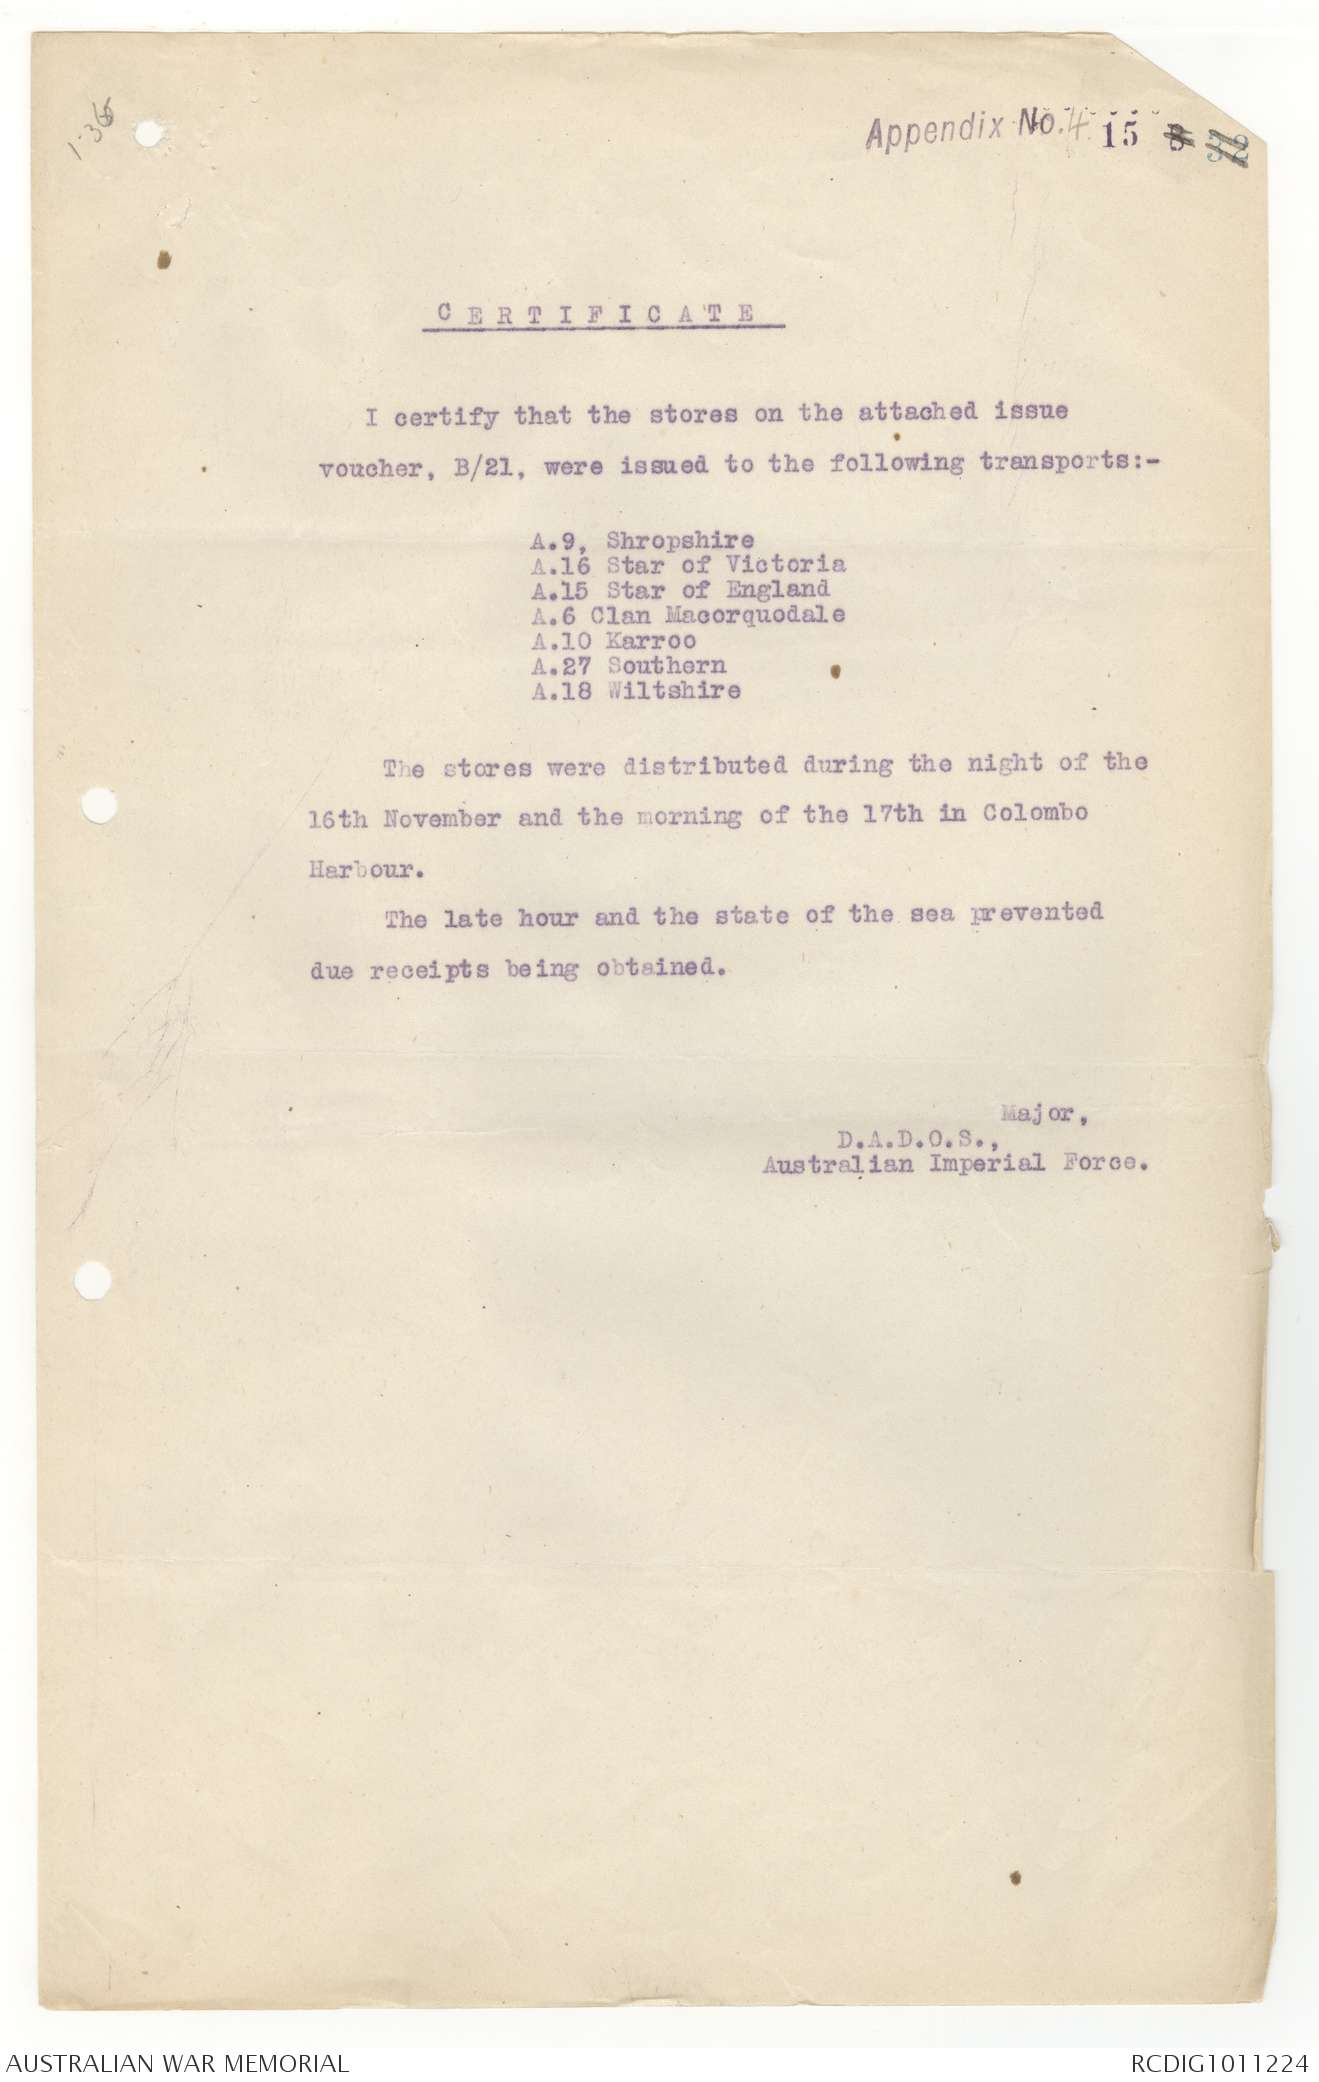 1.36
Appendix No. 4. 15 3 32
CERTIFICATE
I certify that the stores on the attached issue
voucher, B/21, were issued to the following transports:-
A.9, Shropshire
A.16 Star of Victoria
A.15 Star of England
A.6 Clan Macorquodale
A.10 Karroo
A.27 Southern
A.18 Wiltshire
The stores were distributed during the night of the
16th November and the morning of the 17th in Colombo
Harbour.
The late hour and the state of the sea prevented
due receipts being obtained.
Major,
D.A.D.O.S.,
Australian Imperial Force.
AUSTRALIAN WAR MEMORIAL
RCDIG1011224